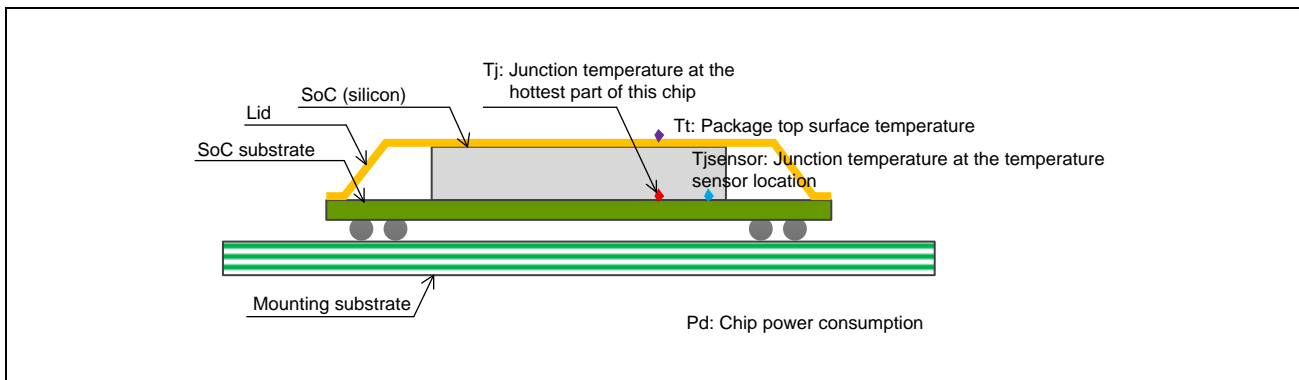 Tj: Junction temperature at the
hottest part of this chip
SoC (silicon)
Lid
Tt: Package top surface temperature
SoC substrate
Tjsensor: Junction temperature at the temperature
sensor location
Mounting substrate
Pd: Chip power consumption